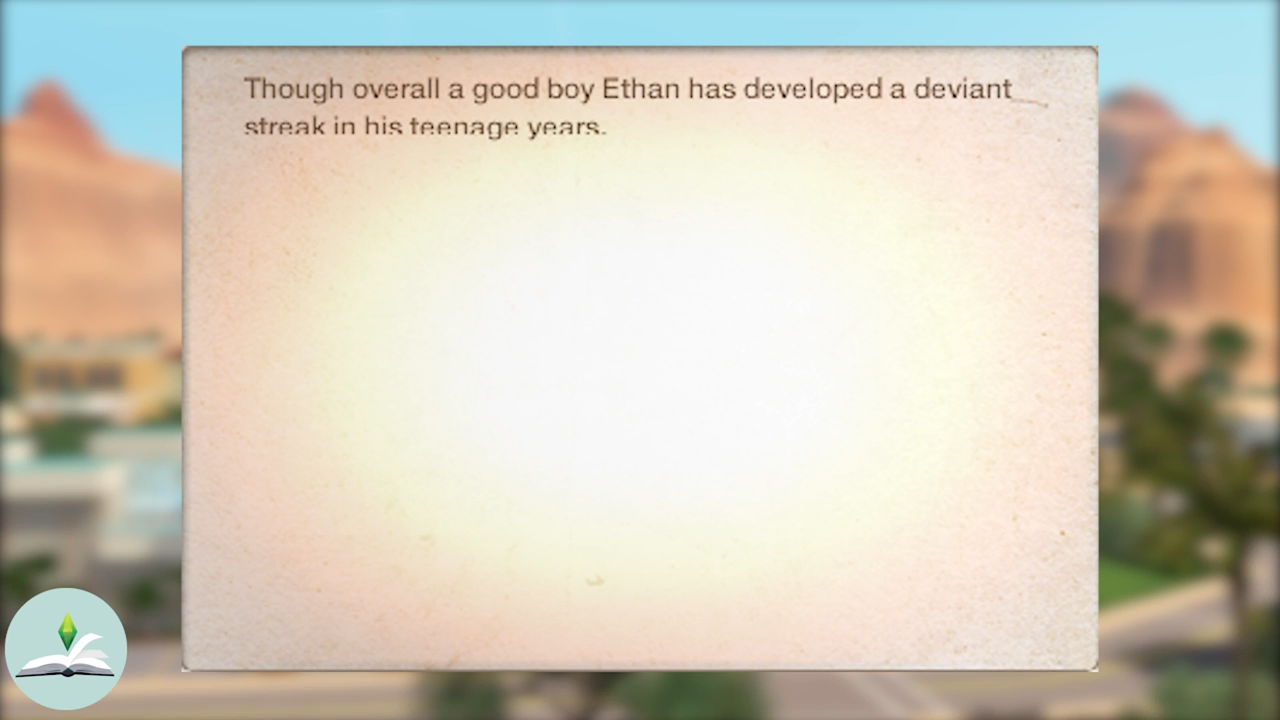 Though overall a good boy Ethan has developed a deviant
streak in his teenage years.